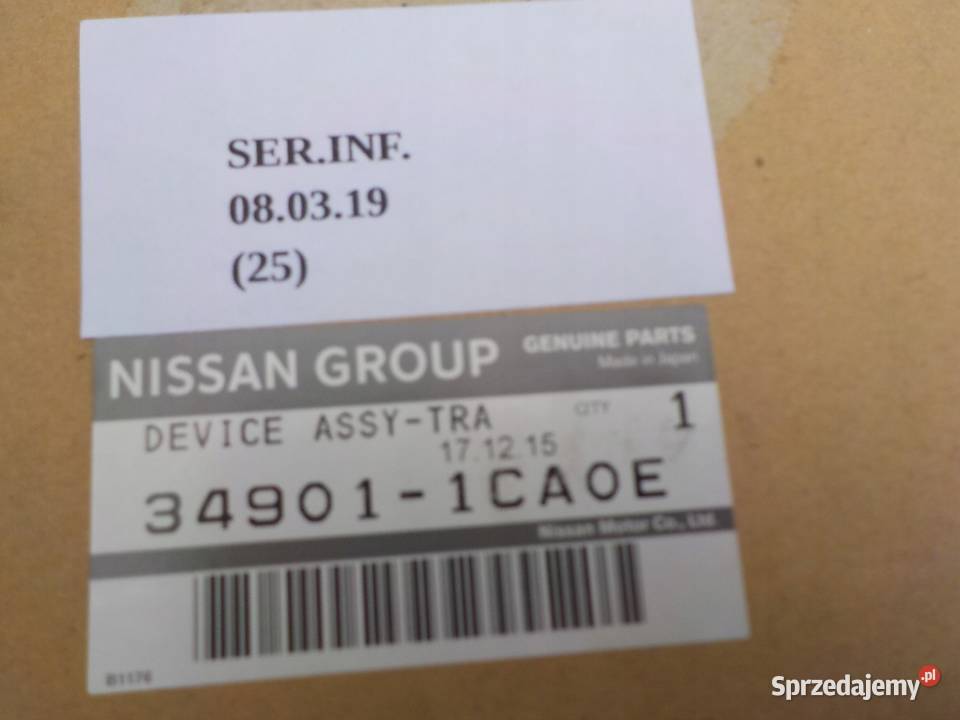 SER.INF.
08.03.19
(25)
NISSAN GROUP
GENUINE PARTS
Made in Japan
DEVICE ASSY-TRA
QTY 1
17.12.15
34901-1CA0E
Nissan Motor Co., Ltd.
B1176
Sprzedajemy.pl